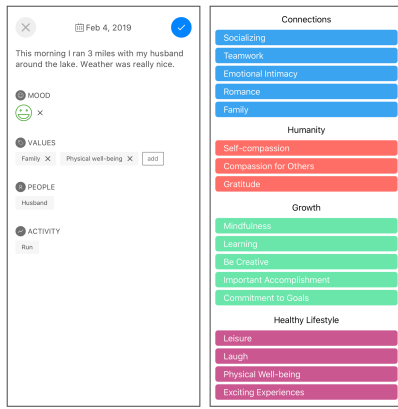 Feb 4, 2019
This morning I ran 3 miles with my husband
around the lake. Weather was really nice.
MOOD
VALUES
Family Physical well-being add
PEOPLE
Husband
ACTIVITY
Run
Connections
Socializing
Teamwork
Emotional Intimacy
Romance
Family
Humanity
Self-compassion
Compassion for Others
Gratitude
Growth
Mindfulness
Learning
Be Creative
Important Accomplishment
Commitment to Goals
Healthy Lifestyle
Leisure
Laugh
Physical Well-being
Exciting Experiences